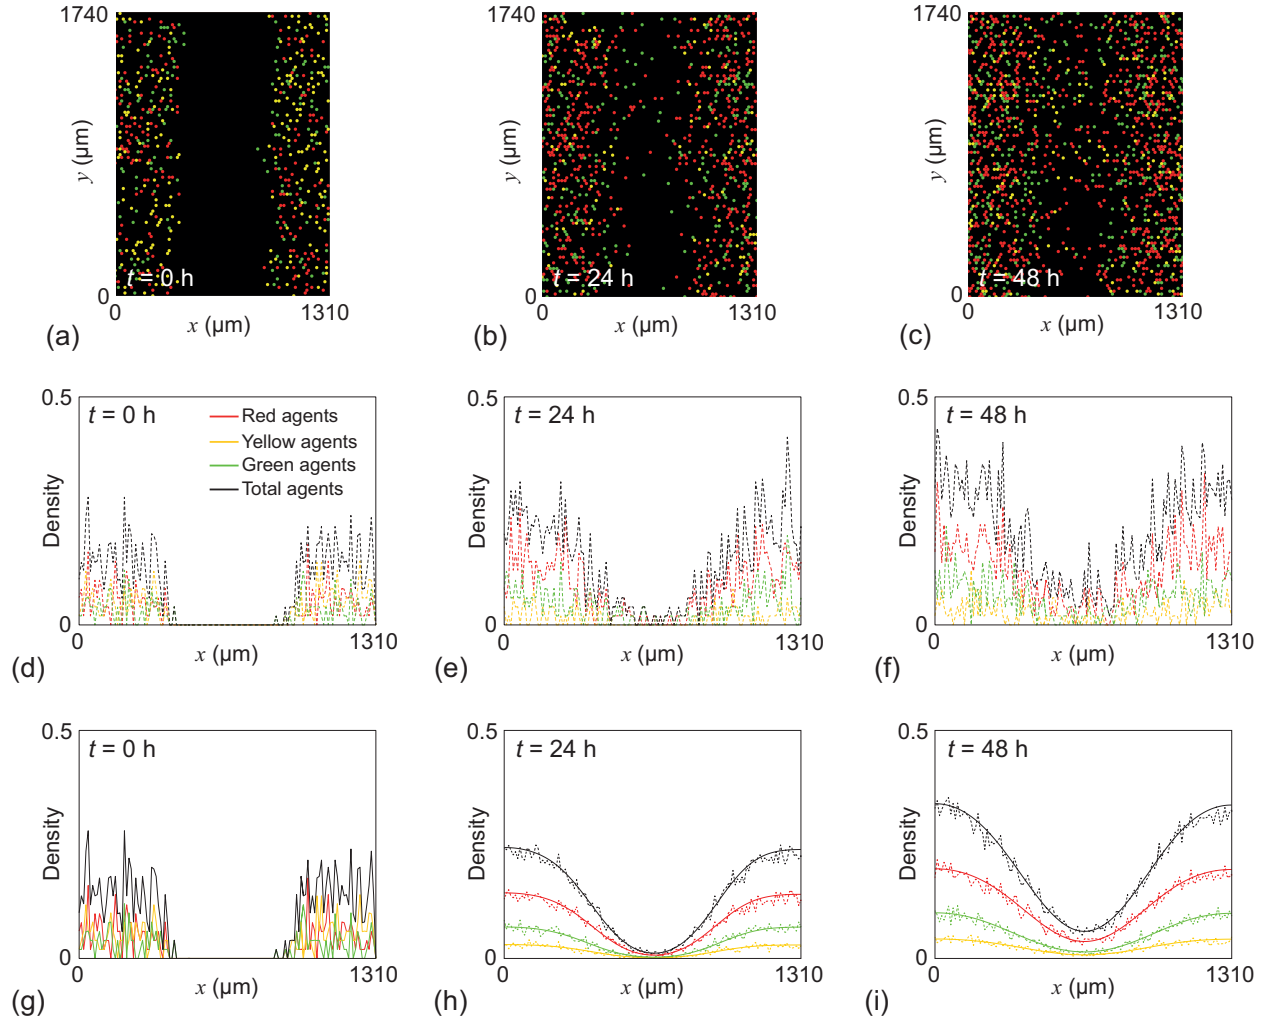 1740
y (µm)
t = 0 h
0
0
1310
x (µm)
(a)
1740
y (µm)
t = 24 h
0
0
1310
x (µm)
(b)
1740
y (µm)
t = 48 h
0
0
1310
x (µm)
(c)
0.5
t = 0 h
Red agents
Yellow agents
Green agents
Total agents
Density
0
0
1310
x (µm)
(d)
0.5
t = 24 h
Density
0
0
1310
x (µm)
(e)
0.5
t = 48 h
Density
0
0
1310
x (µm)
(f)
0.5
t = 0 h
Density
0
0
1310
x (µm)
(g)
0.5
t = 24 h
Density
0
0
1310
x (µm)
(h)
0.5
t = 48 h
Density
0
0
1310
x (µm)
(i)